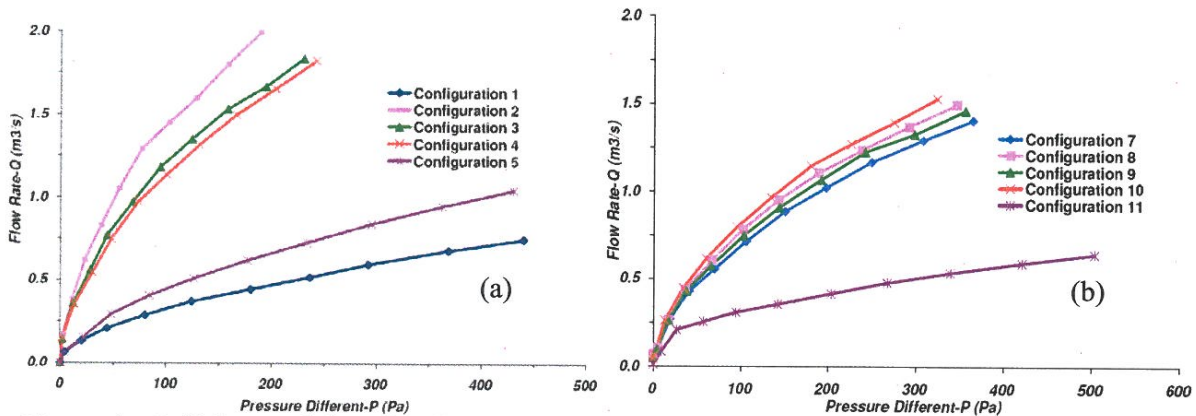 2.0
1.5
1.0
0.5
0.0
Flow Rate-Q (m3/s)
Configuration 1
Configuration 2
Configuration 3
Configuration 4
Configuration 5
(a)
0
100
200
300
400
500
Pressure Different-P (Pa)
2.0
1.5
1.0
0.5
0.0
Flow Rate-Q (m3/s)
Configuration 7
Configuration 8
Configuration 9
Configuration 10
Configuration 11
(b)
0
100
200
300
400
500
600
Pressure Different-P (Pa)